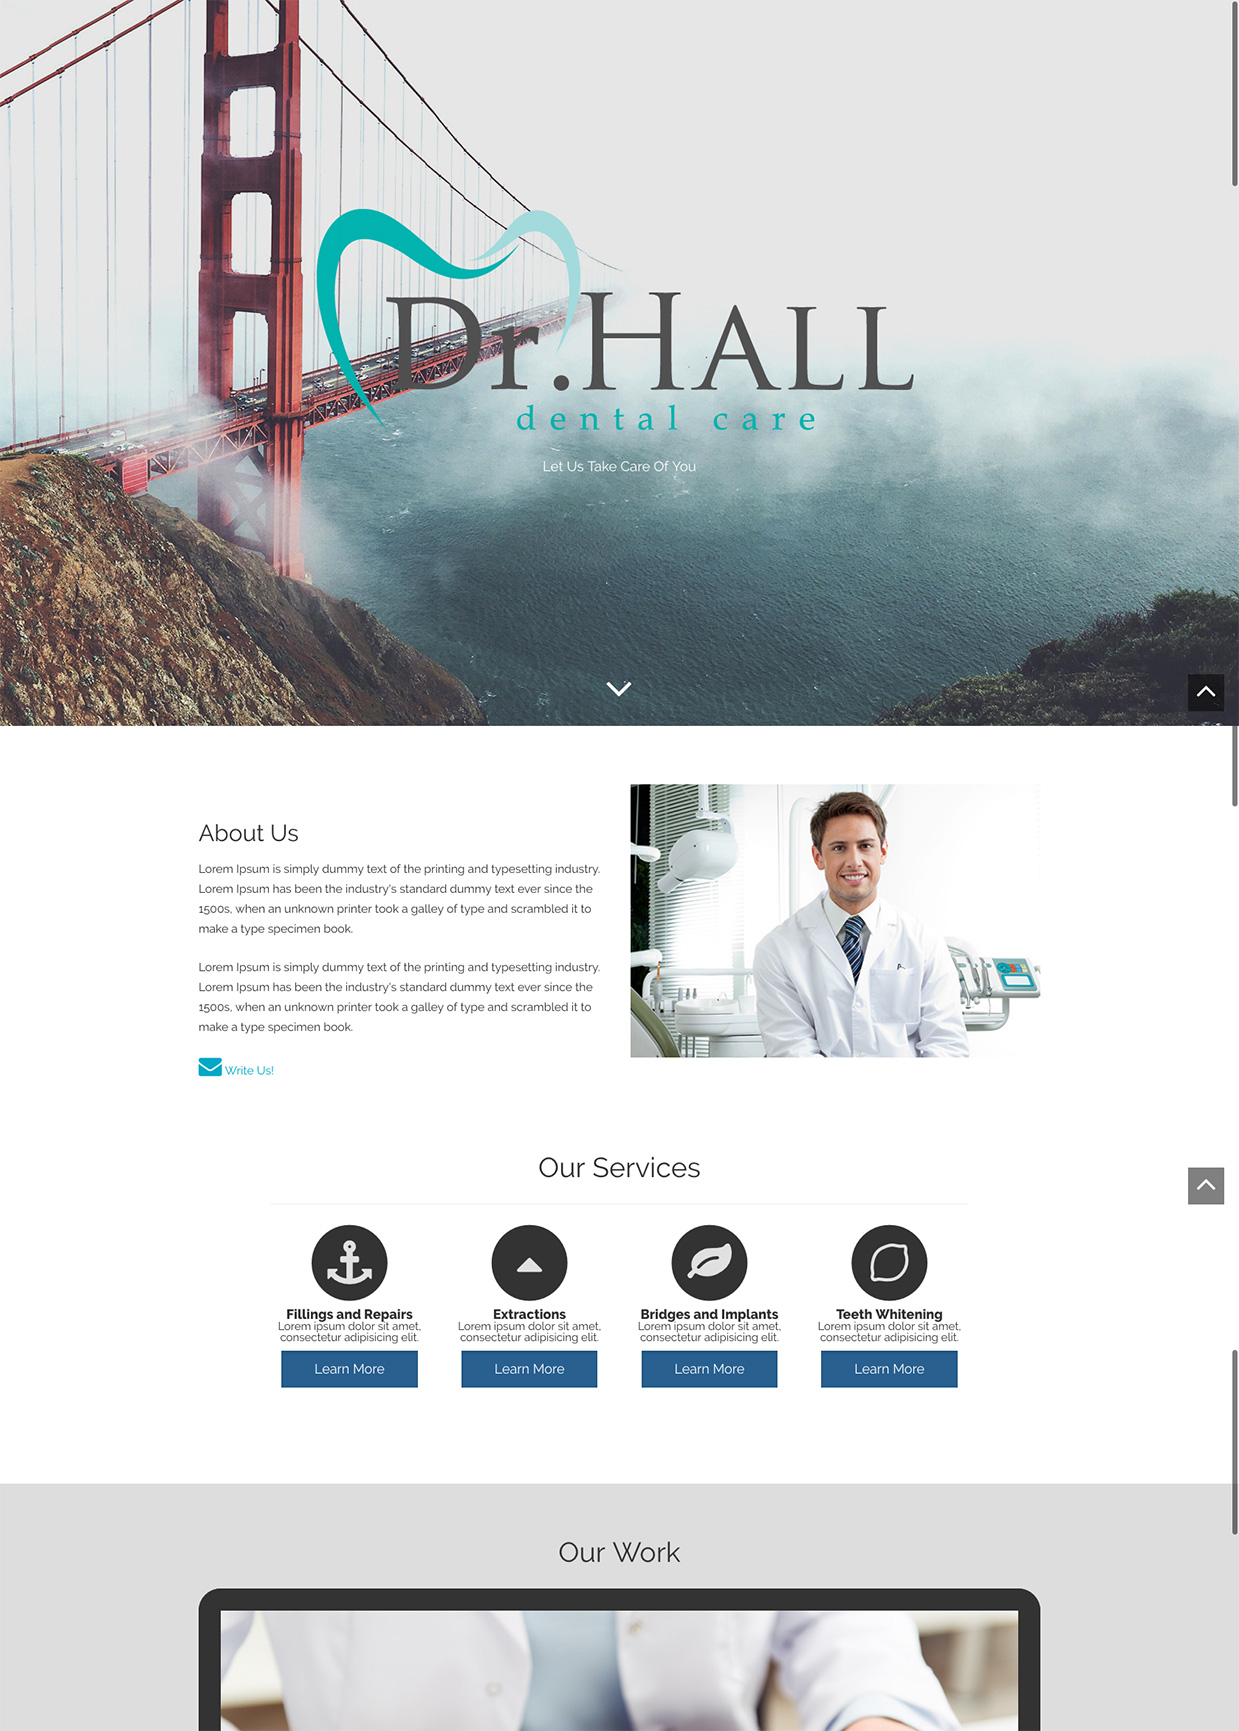 Dr. HALL
dental care
Let Us Take Care Of You
About Us
Lorem Ipsum is simply dummy text of the printing and typesetting industry.
Lorem Ipsum has been the industry's standard dummy text ever since the
1500s, when an unknown printer took a galley of type and scrambled it to
make a type specimen book.
Lorem Ipsum is simply dummy text of the printing and typesetting industry.
Lorem Ipsum has been the industry's standard dummy text ever since the
1500s, when an unknown printer took a galley of type and scrambled it to
make a type specimen book.
Write Us!
Our Services
Fillings and Repairs
Lorem ipsum dolor sit amet,
consectetur adipisicing elit.
Learn More
Extractions
Lorem ipsum dolor sit amet,
consectetur adipisicing elit.
Learn More
Bridges and Implants
Lorem ipsum dolor sit amet,
consectetur adipisicing elit.
Learn More
Teeth Whitening
Lorem ipsum dolor sit amet,
consectetur adipisicing elit.
Learn More
Our Work